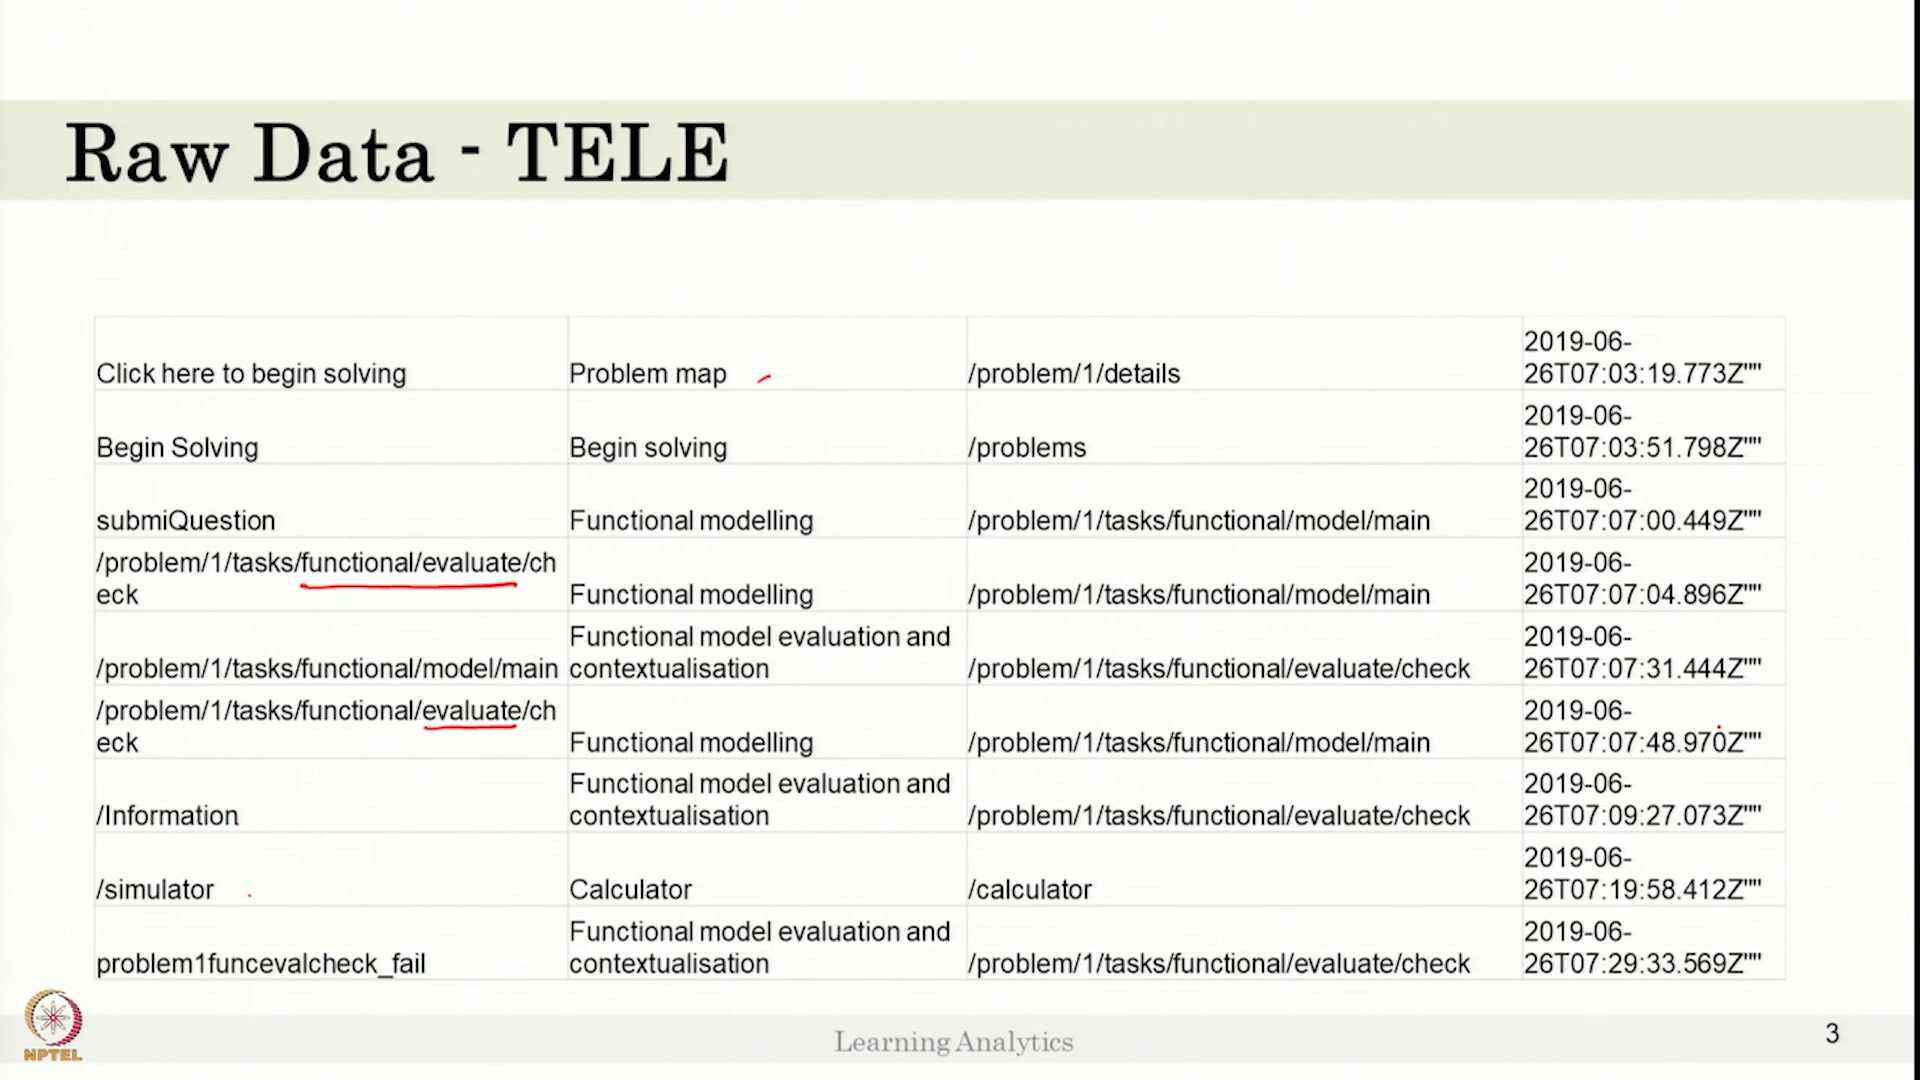 Raw Data - TELE
Click here to begin solving
Problem map
/problem/1/details
2019-06-
26T07:03:19.773Z""
Begin Solving
Begin solving
/problems
2019-06-
26T07:03:51.798Z""
submiQuestion
Functional modelling
/problem/1/tasks/functional/model/main
2019-06-
26T07:07:00.449Z""
/problem/1/tasks/functional/evaluate/ch
eck
Functional modelling
/problem/1/tasks/functional/model/main
2019-06-
26T07:07:04.896Z""
/problem/1/tasks/functional/model/main
Functional model evaluation and
contextualisation
/problem/1/tasks/functional/evaluate/check
2019-06-
26T07:07:31.444Z""
/problem/1/tasks/functional/evaluate/ch
eck
Functional modelling
/problem/1/tasks/functional/model/main
2019-06-
26T07:07:48.970Z""
/Information
Functional model evaluation and
contextualisation
/problem/1/tasks/functional/evaluate/check
2019-06-
26T07:09:27.073Z""
/simulator
Calculator
/calculator
2019-06-
26T07:19:58.412Z""
problem1funcevalcheck_fail
Functional model evaluation and
contextualisation
/problem/1/tasks/functional/evaluate/check
2019-06-
26T07:29:33.569Z""
NPTEL
Learning Analytics
3